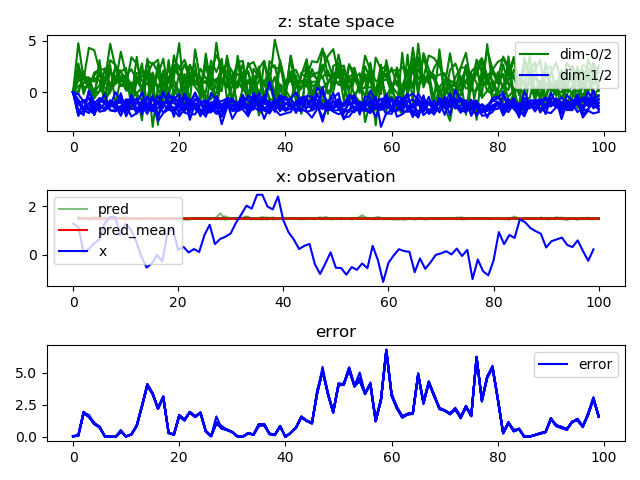 z: state space
5
0
dim-0/2
dim-1/2
0 20 40 60 80 100
x: observation
2
0
pred
pred_mean
x
0 20 40 60 80 100
error
5.0
2.5
0.0
error
0 20 40 60 80 100